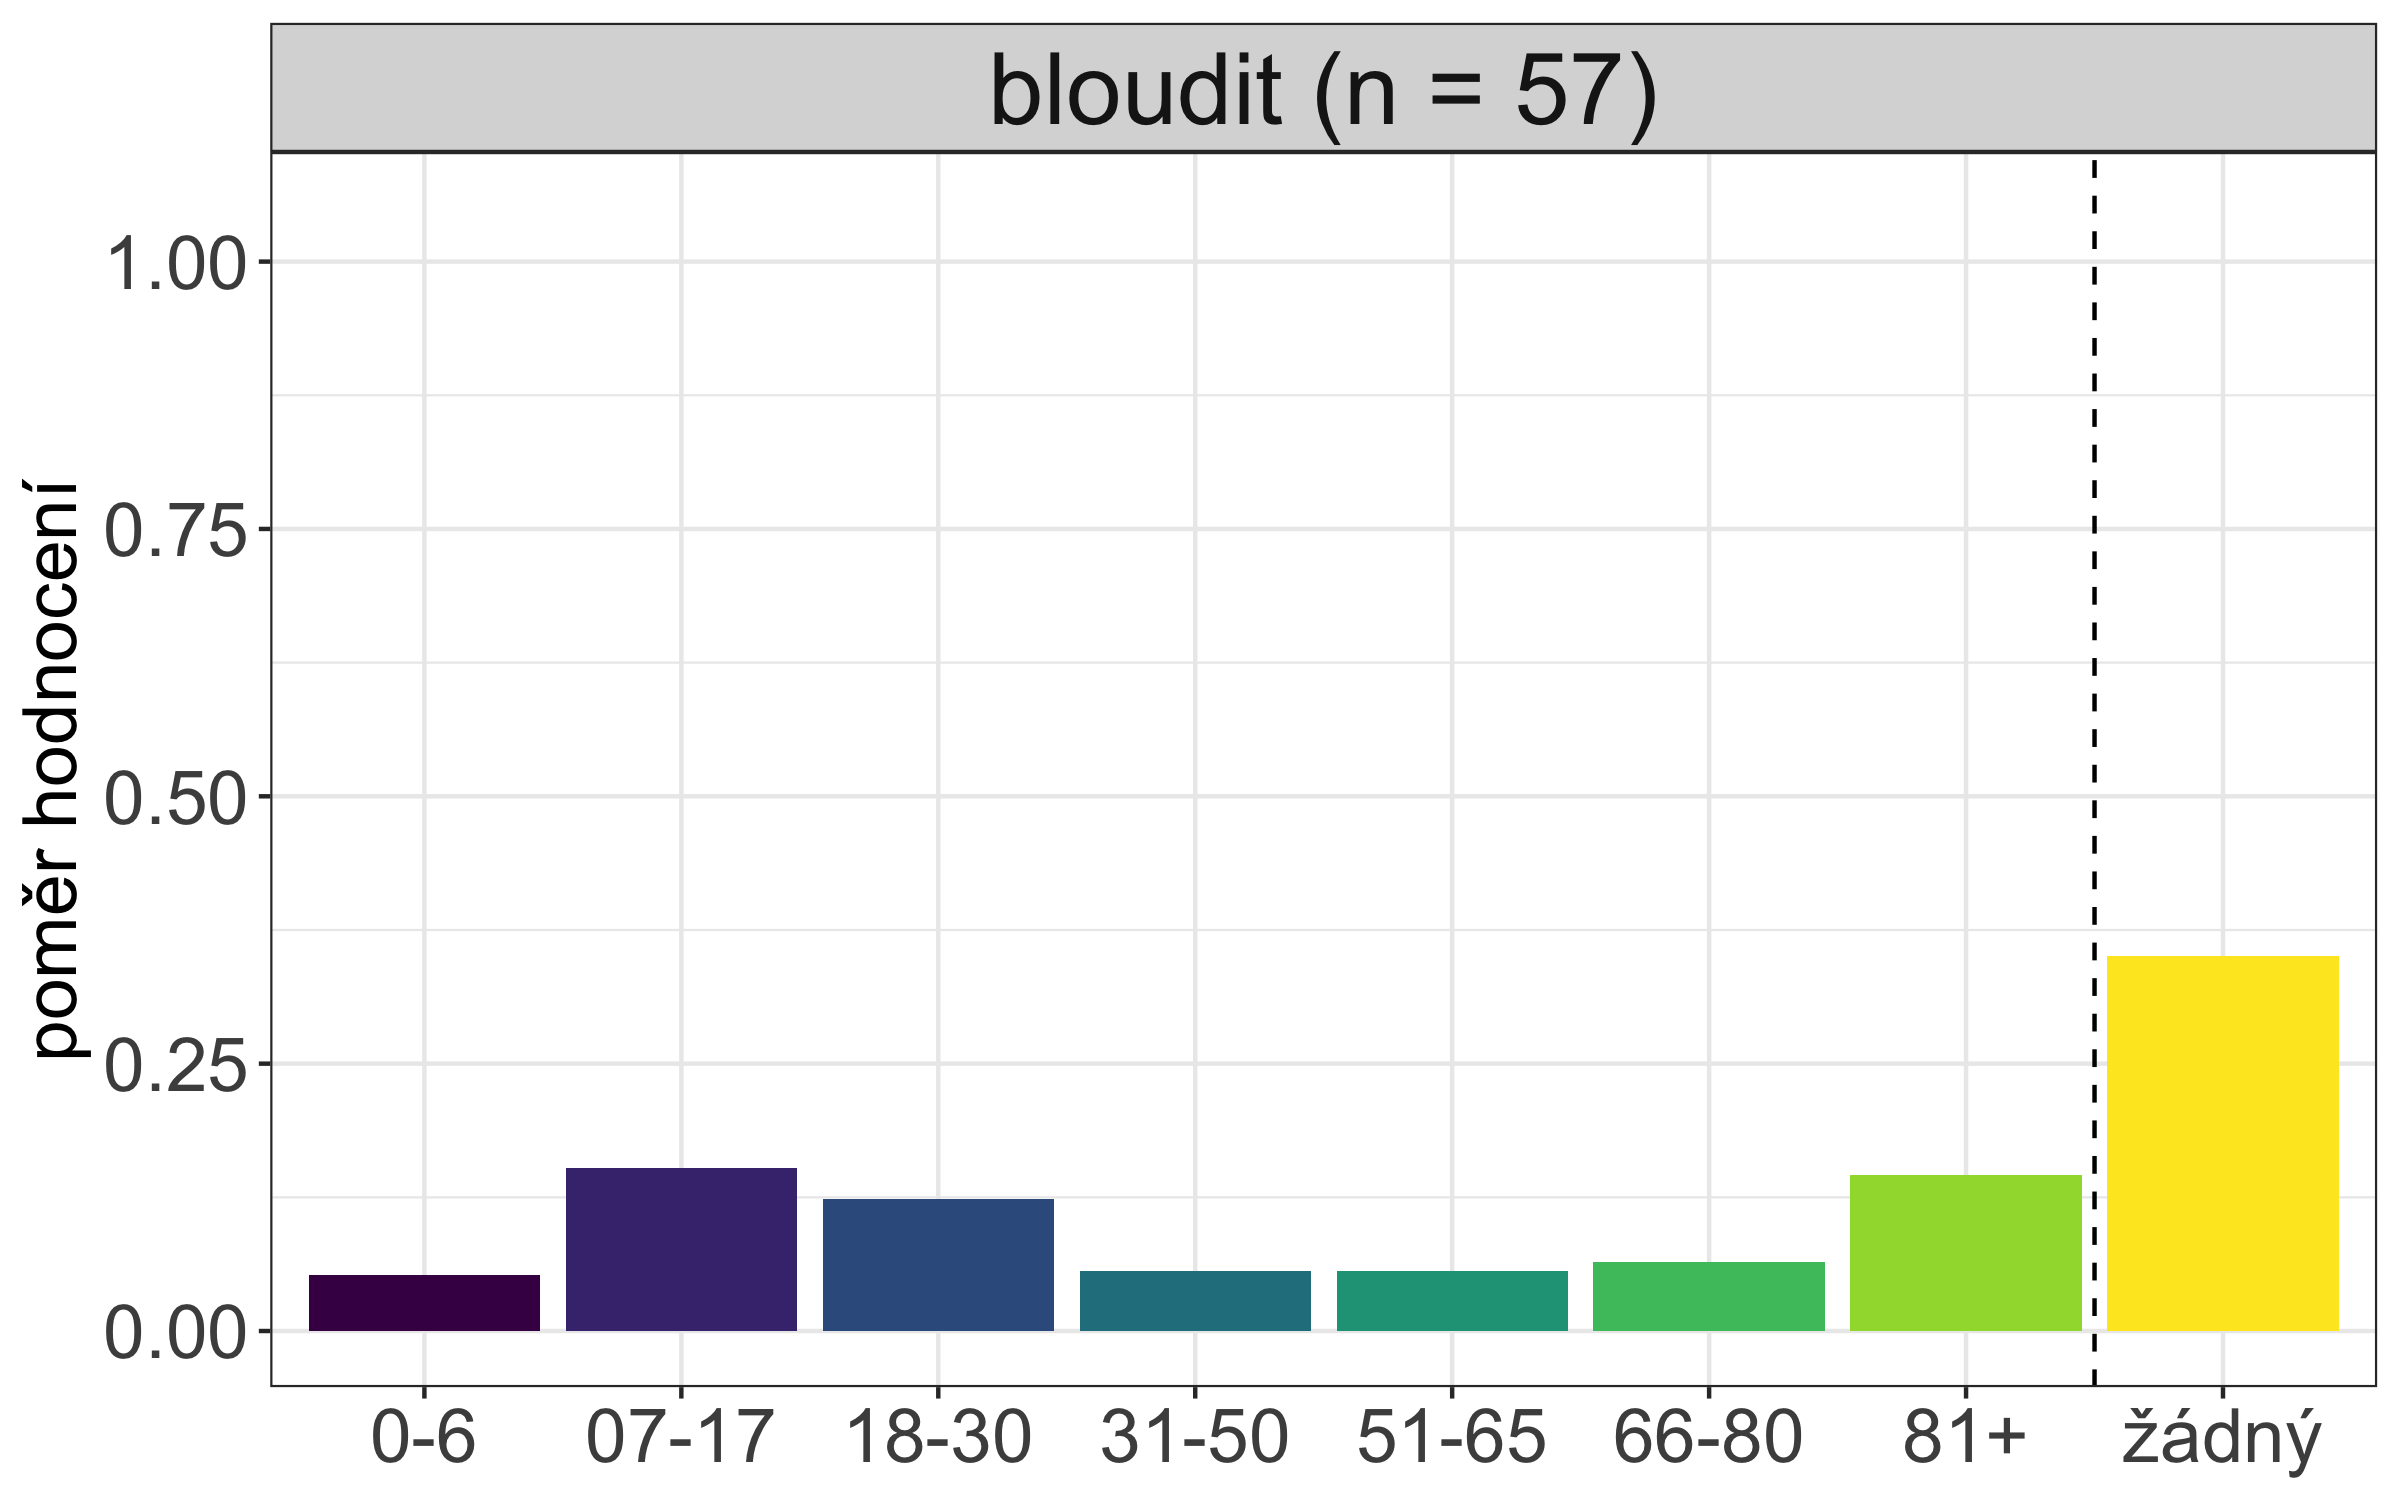 bloudit (n = 57)
poměr hodnocení
1.00
0.75
0.50
0.25
0.00
0-6 07-17 18-30 31-50 51-65 66-80 81+ žádný